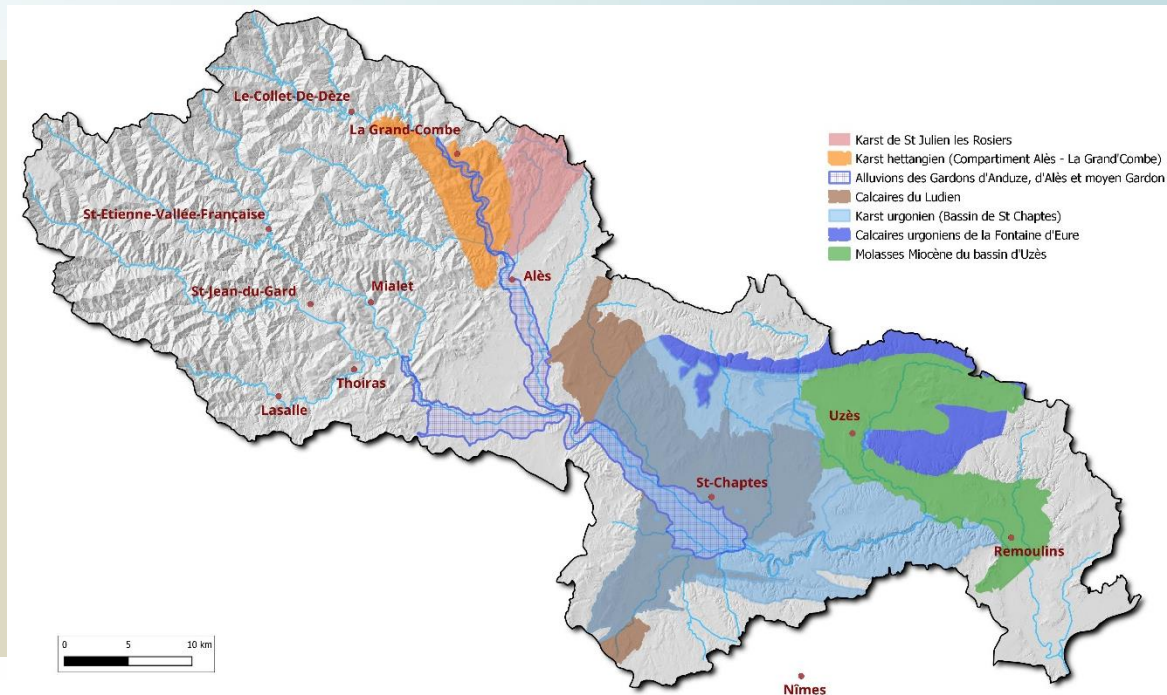 Le-Collet-De-Dèze
La Grand-Combe
Karst de St Julien les Rosiers
Karst hettangien (Compartiment Alès - La Grand'Combe)
Alluvions des Gardons d'Anduze, d'Alès et moyen Gardon
Calcaires du Ludien
Karst urgonien (Bassin de St Chaptes)
Calcaires urgoniens de la Fontaine d'Eure
Molasses Miocène du bassin d'Uzès
St-Etienne-Vallée-Française
Alès
St-Jean-du-Gard
Mialet
Thoiras
Lasalle
Uzès
St-Chaptes
Remoulins
0 5 10 km
Nîmes